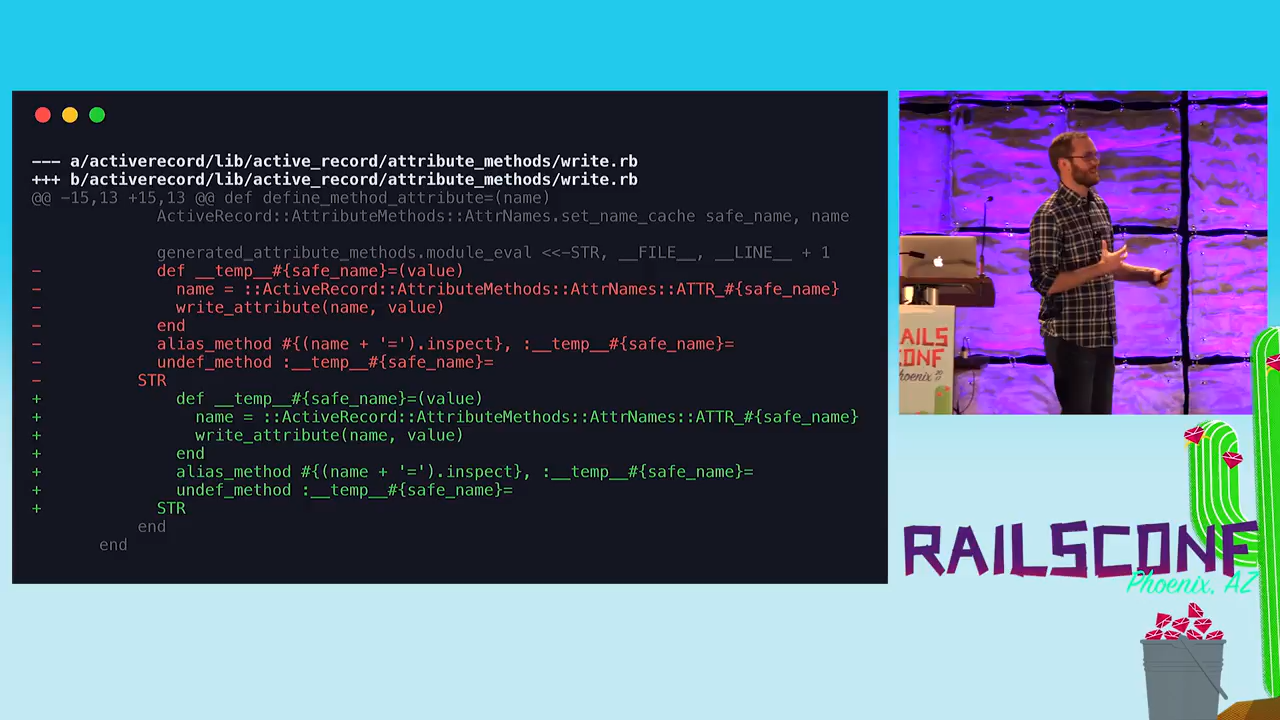 --- a/activerecord/lib/active_record/attribute_methods/write.rb
+++ b/activerecord/lib/active_record/attribute_methods/write.rb
@@ -15,13 +15,13 @@ def define_method_attribute=(name)
ActiveRecord::AttributeMethods::AttrNames.set_name_cache safe_name, name
generated_attribute_methods.module_eval <<-STR, __FILE__, __LINE__ + 1
- def __temp__#{safe_name}=(value)
- name = ::ActiveRecord::AttributeMethods::AttrNames::ATTR_#{safe_name}
- write_attribute(name, value)
- end
- alias_method #{(name + '=').inspect}, :__temp__#{safe_name}=
- undef_method :__temp__#{safe_name}=
- STR
+ def __temp__#{safe_name}=(value)
+ name = ::ActiveRecord::AttributeMethods::AttrNames::ATTR_#{safe_name}
+ write_attribute(name, value)
+ end
+ alias_method #{(name + '=').inspect}, :__temp__#{safe_name}=
+ undef_method :__temp__#{safe_name}=
+ STR
end
end
RAILS
CONF
Phoenix
RAILSCONF
Phoenix, AZ